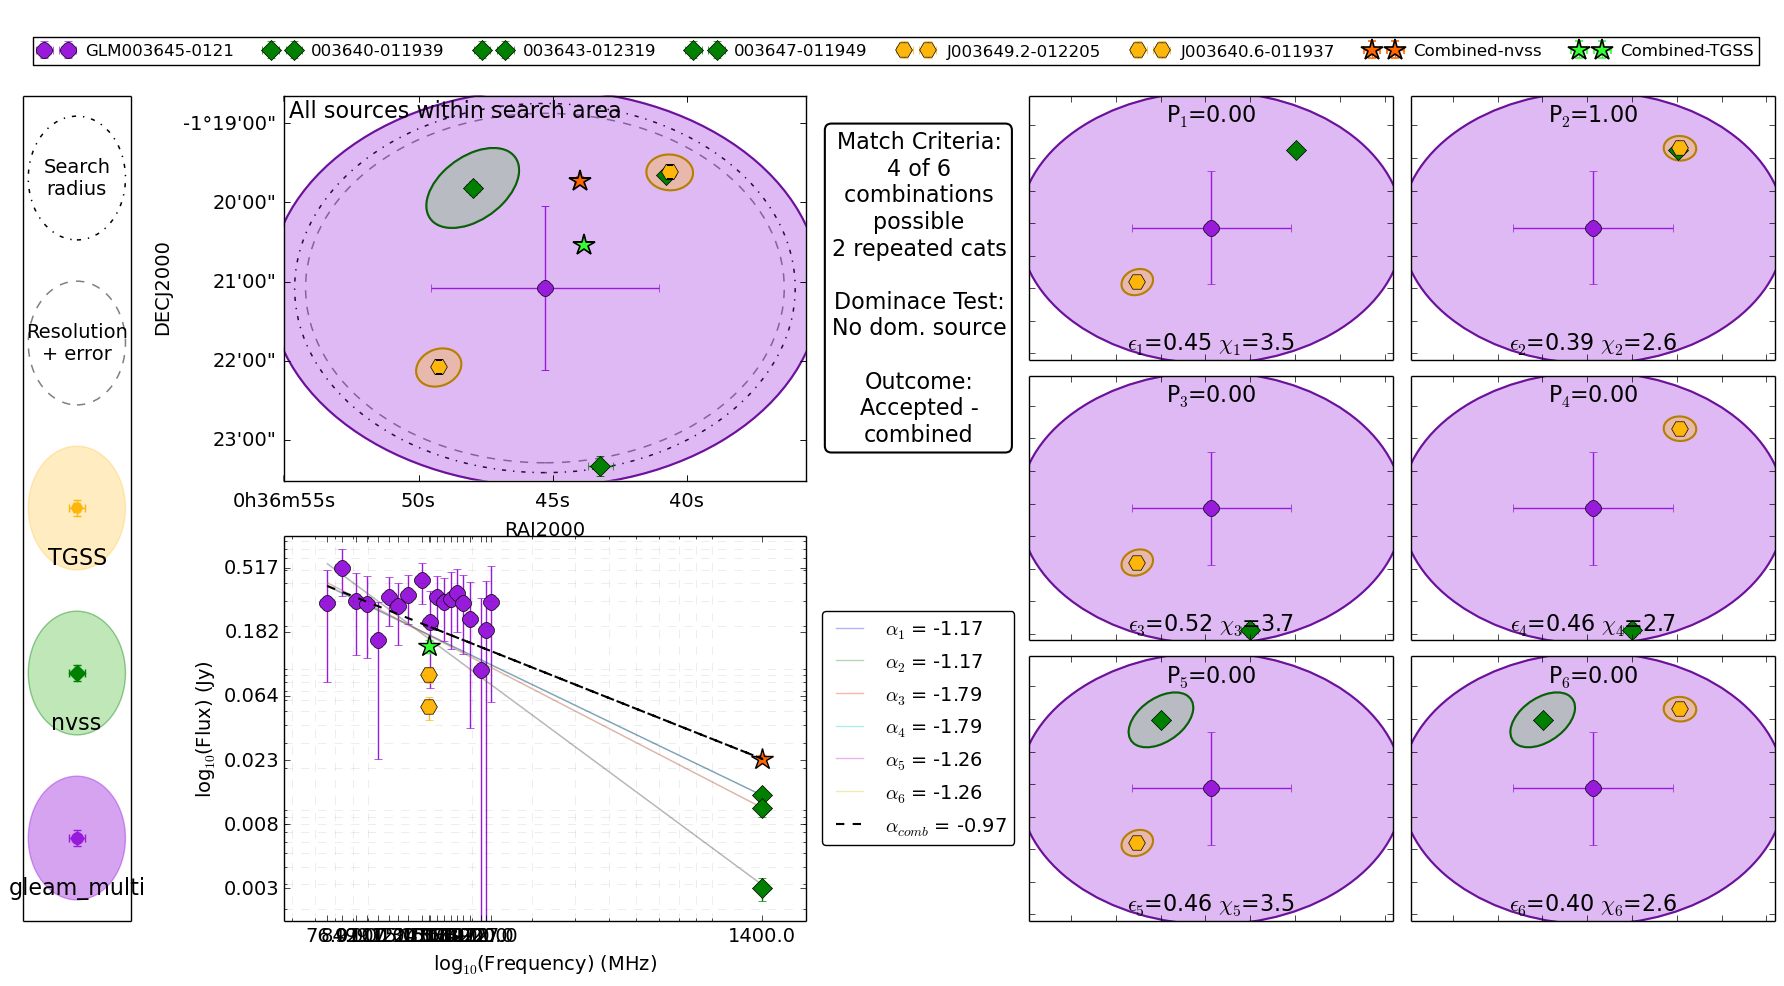 GLM003645-0121 003640-011939 003643-012319 003647-011949 J003649.2-012205 J003640.6-011937 Combined-nvss Combined-TGSS
Search
radius
Resolution
+ error
TGSS
nvss
gleam_multi
All sources within search area
-1°19'00"
20'00"
21'00"
22'00"
23'00"
DECJ2000
0h36m55s 50s 45s 40s
RAJ2000
Match Criteria:
4 of 6
combinations
possible
2 repeated cats
Dominace Test:
No dom. source
Outcome:
Accepted -
combined
P1=0.00
ϵ1=0.45 χ1=3.5
P2=1.00
ϵ2=0.39 χ2=2.6
P3=0.00
ϵ3=0.52 χ3=3.7
P4=0.00
ϵ4=0.46 χ4=2.7
P5=0.00
ϵ5=0.46 χ5=3.5
P6=0.00
ϵ6=0.40 χ6=2.6
0.517
0.182
0.064
0.023
0.008
0.003
log10(Flux) (Jy)
1400.0
log10(Frequency) (MHz)
α1 = -1.17
α2 = -1.17
α3 = -1.79
α4 = -1.79
α5 = -1.26
α6 = -1.26
αcomb = -0.97